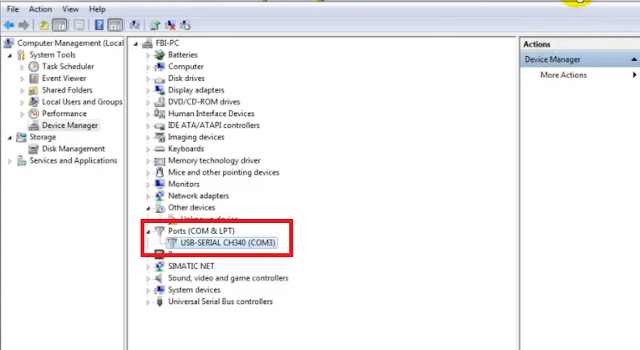 File Action View Help
Computer Management (Local
System Tools
Task Scheduler
Event Viewer
Shared Folders
Local Users and Groups
Performance
Device Manager
Storage
Disk Management
Services and Applications
FBI-PC
Batteries
Computer
Disk drives
Display adapters
DVD/CD-ROM drives
Human Interface Devices
IDE ATA/ATAPI controllers
Imaging devices
Keyboards
Memory technology driver
Mice and other pointing devices
Monitors
Network adapters
Other devices
Unknown device
Ports (COM & LPT)
USB-SERIAL CH340 (COM3)
SIMATIC NET
Sound, video and game controllers
System devices
Universal Serial Bus controllers
Actions
Device Manager
More Actions